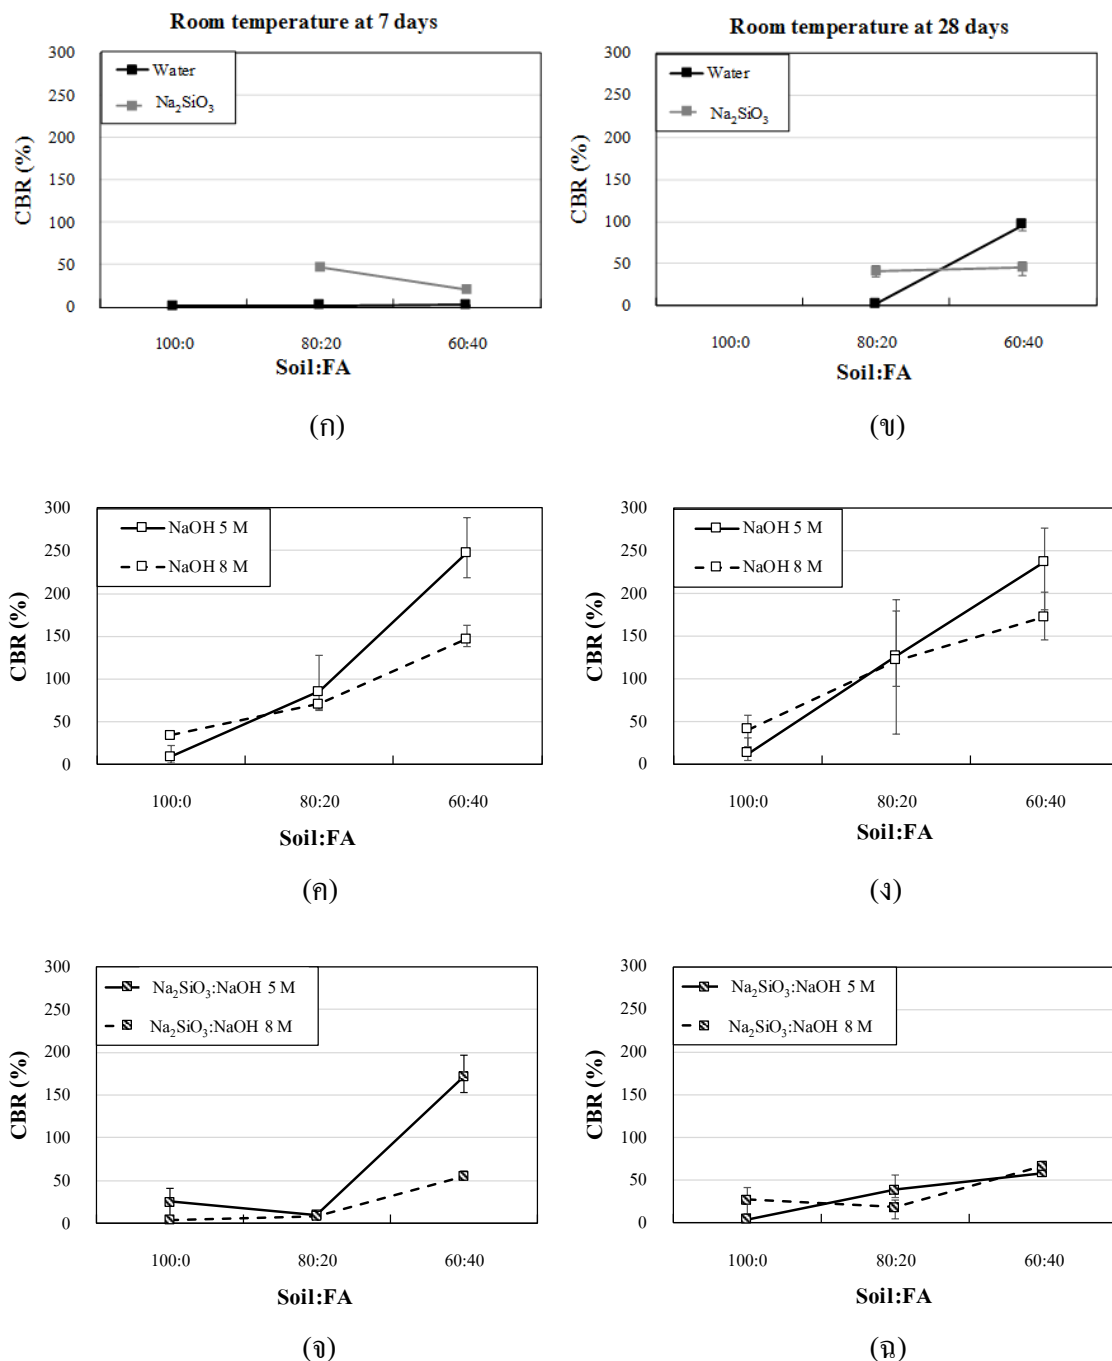 Room temperature at 7 days
300
250
200
150
100
50
0
CBR (%)
Water
Na₂SiO₃
100:0
80:20
60:40
Soil:FA
(ก)
Room temperature at 28 days
300
250
200
150
100
50
0
CBR (%)
Water
Na₂SiO₃
100:0
80:20
60:40
Soil:FA
(ข)
300
250
200
150
100
50
0
CBR (%)
NaOH 5 M
NaOH 8 M
100:0
80:20
60:40
Soil:FA
(ค)
300
250
200
150
100
50
0
CBR (%)
NaOH 5 M
NaOH 8 M
100:0
80:20
60:40
Soil:FA
(ง)
300
250
200
150
100
50
0
CBR (%)
Na₂SiO₃:NaOH 5 M
Na₂SiO₃:NaOH 8 M
100:0
80:20
60:40
Soil:FA
(จ)
300
250
200
150
100
50
0
CBR (%)
Na₂SiO₃:NaOH 5 M
Na₂SiO₃:NaOH 8 M
100:0
80:20
60:40
Soil:FA
(ฉ)